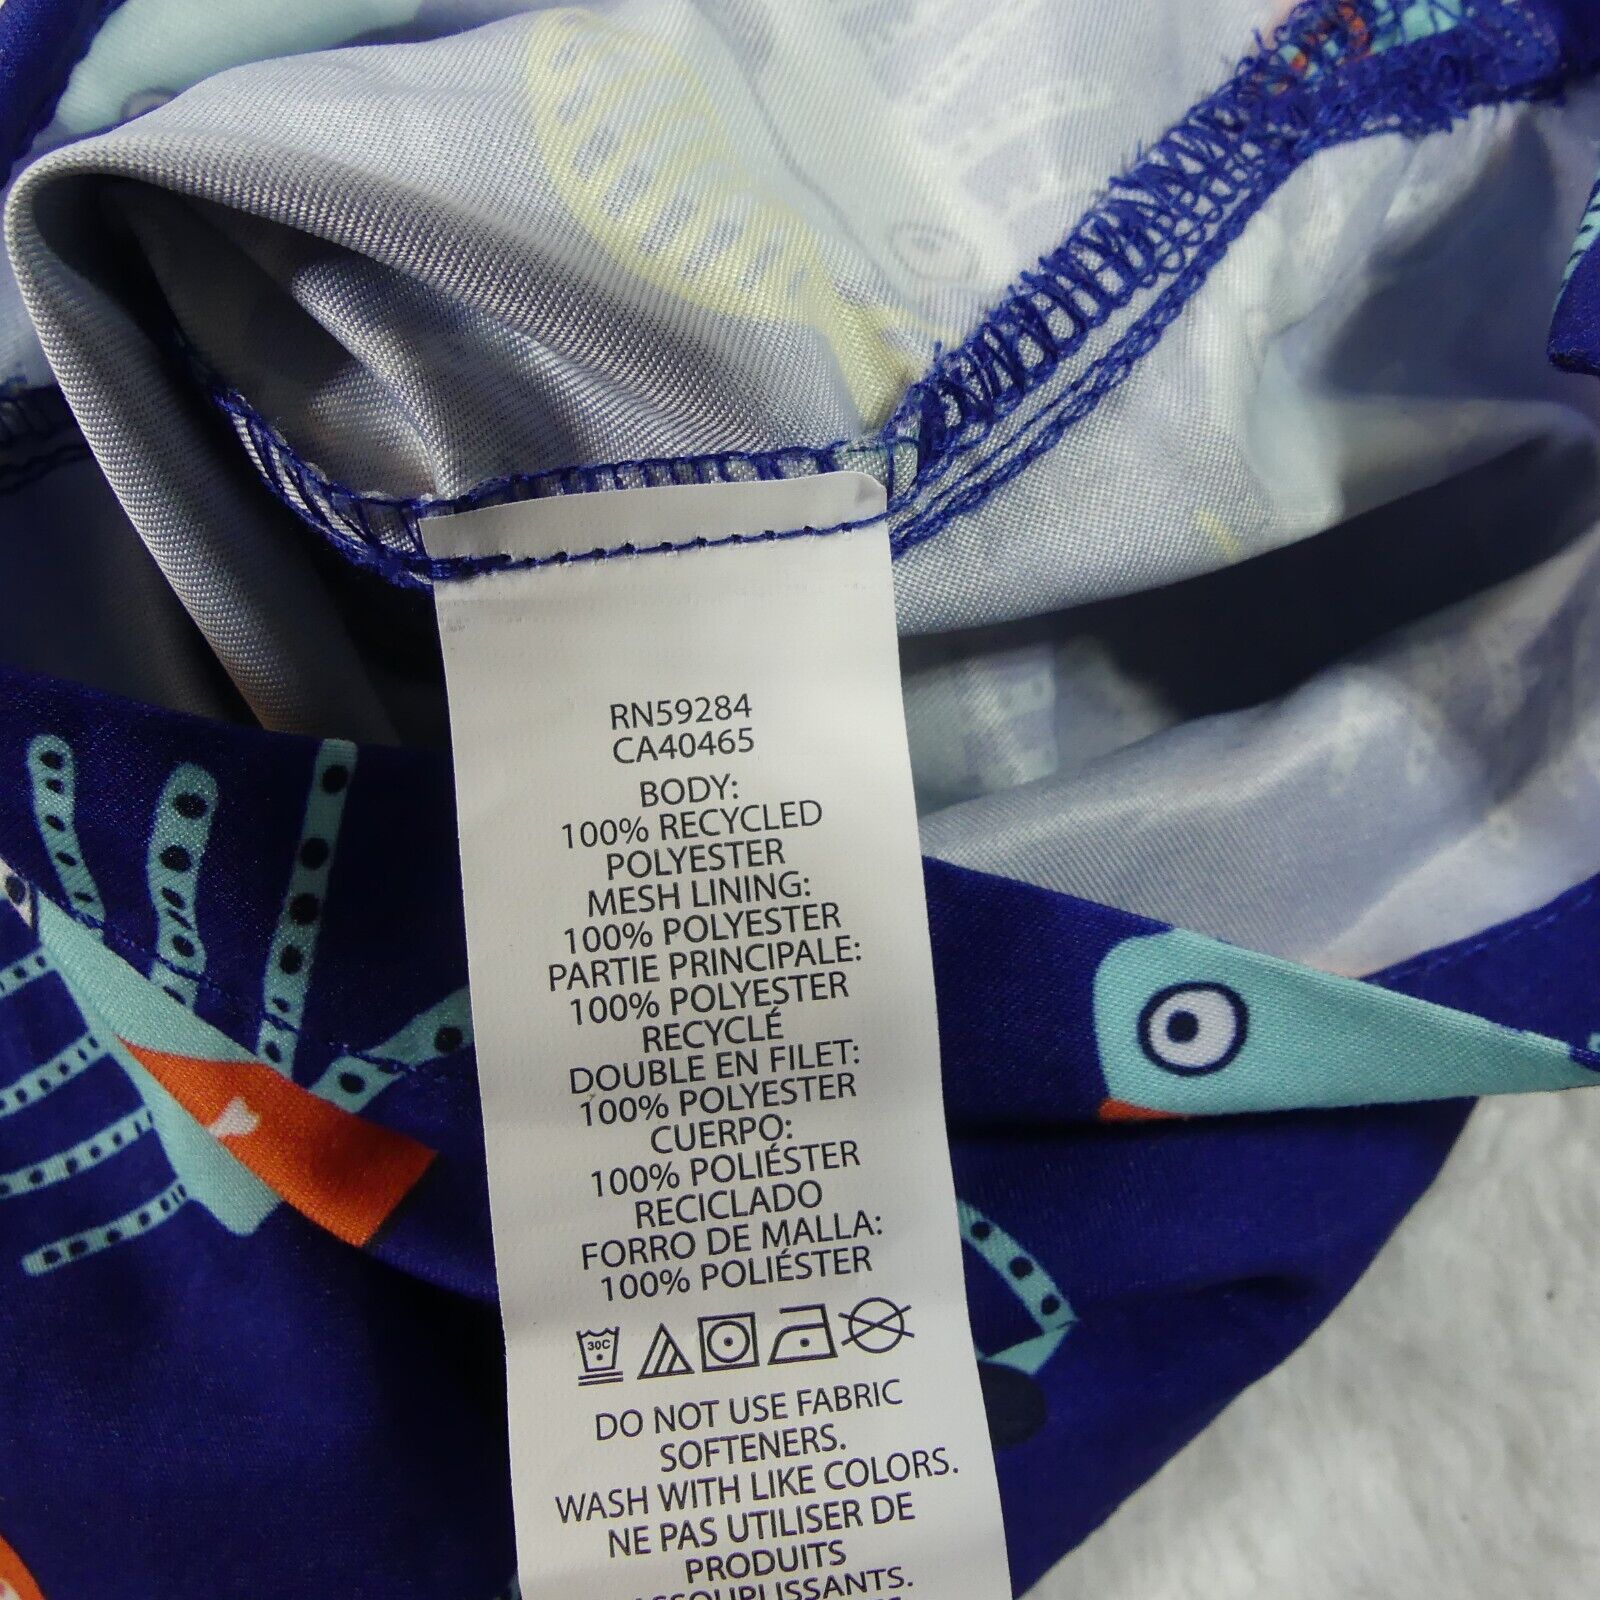 RN59284
CA40465
BODY:
100% RECYCLED
POLYESTER
MESH LINING:
100% POLYESTER
PARTIE PRINCIPALE:
100% POLYESTER
RECYCLÉ
DOUBLE EN FILET:
100% POLYESTER
CUERPO:
100% POLIÉSTER
RECICLADO
FORRO DE MALLA:
100% POLIÉSTER
30C
DO NOT USE FABRIC
SOFTENERS.
WASH WITH LIKE COLORS.
NE PAS UTILISER DE
PRODUITS
ASSOUPLISSANTS.